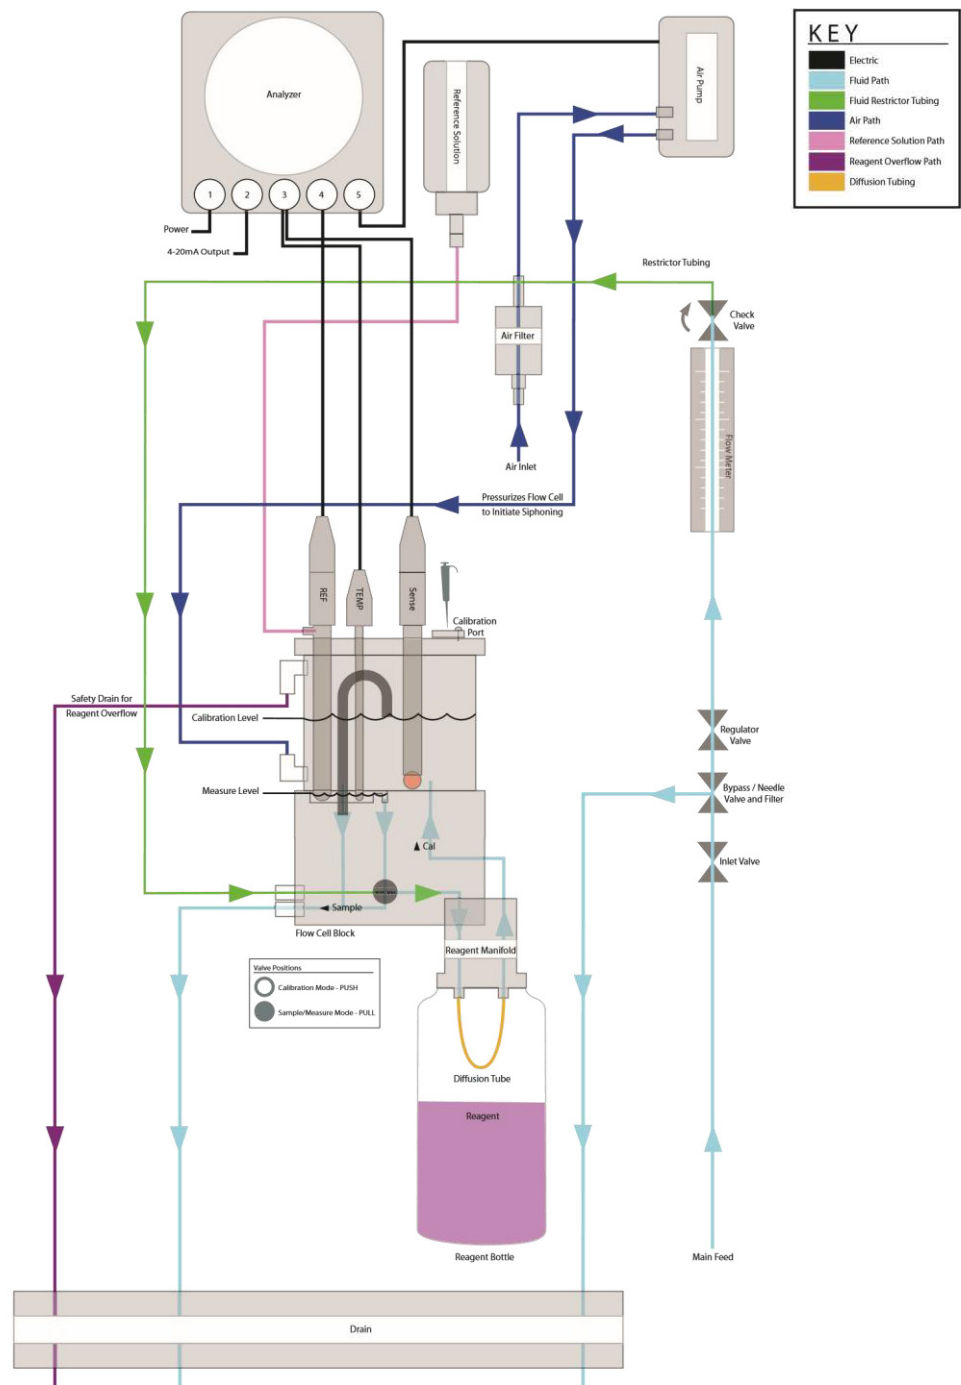 KEY
Electric
Fluid Path
Fluid Restrictor Tubing
Air Path
Reference Solution Path
Reagent Overflow Path
Diffusion Tubing
Analyzer
1
2
3
4
5
Power
4-20mA Output
Reference Solution
Air Pump
Restrictor Tubing
Check
Valve
Air Filter
Flow Meter
Air Inlet
Pressurizes Flow Cell
to Initiate Siphoning
REF
TEMP
Sense
Calibration
Port
Safety Drain for
Reagent Overflow
Calibration Level
Regulator
Valve
Measure Level
Bypass / Needle
Valve and Filter
Cal
Inlet Valve
Sample
Flow Cell Block
Reagent Manifold
Valve Positions
Calibration Mode - PUSH
Sample/Measure Mode - PULL
Diffusion Tube
Reagent
Reagent Bottle
Main Feed
Drain